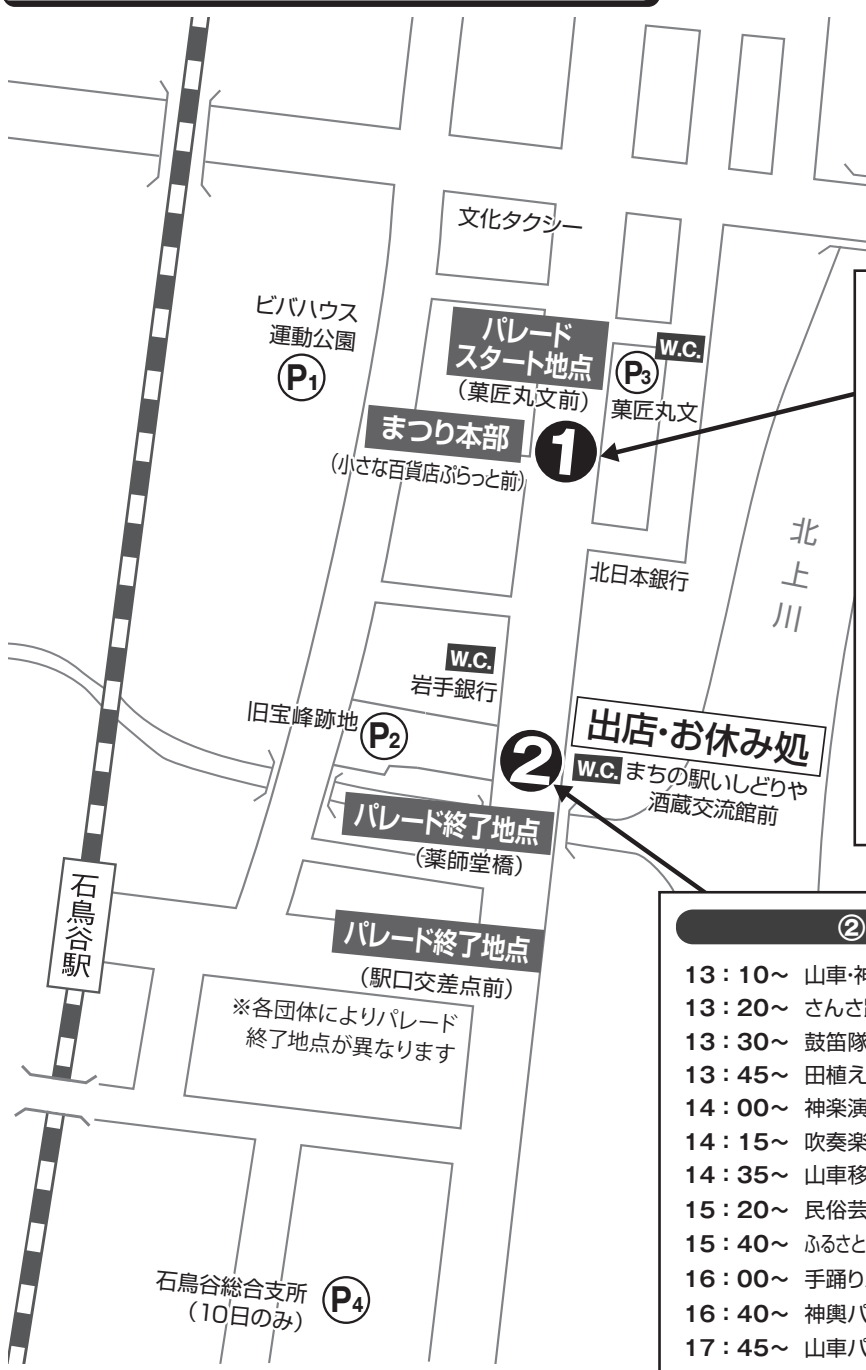 文化タクシー
ビバハウス
運動公園
P1
パレード
スタート地点
(菓匠丸文前)
W.C.
P3
菓匠丸文
まつり本部
(小さな百貨店ぷらっと前)
1
北日本銀行
北上川
W.C.
岩手銀行
旧宝峰跡地
P2
2
出店・お休み処
W.C. まちの駅いしどりや
酒蔵交流館前
パレード終了地点
(薬師堂橋)
石鳥谷駅
パレード終了地点
(駅口交差点前)
※各団体によりパレード
終了地点が異なります
石鳥谷総合支所
(10日のみ)
P4
②
13:10~ 山車・神
13:20~ さんさ
13:30~ 鼓笛隊
13:45~ 田植え
14:00~ 神楽演
14:15~ 吹奏楽
14:35~ 山車移
15:20~ 民俗芸
15:40~ ふるさと
16:00~ 手踊り
16:40~ 神輿パ
17:45~ 山車パ